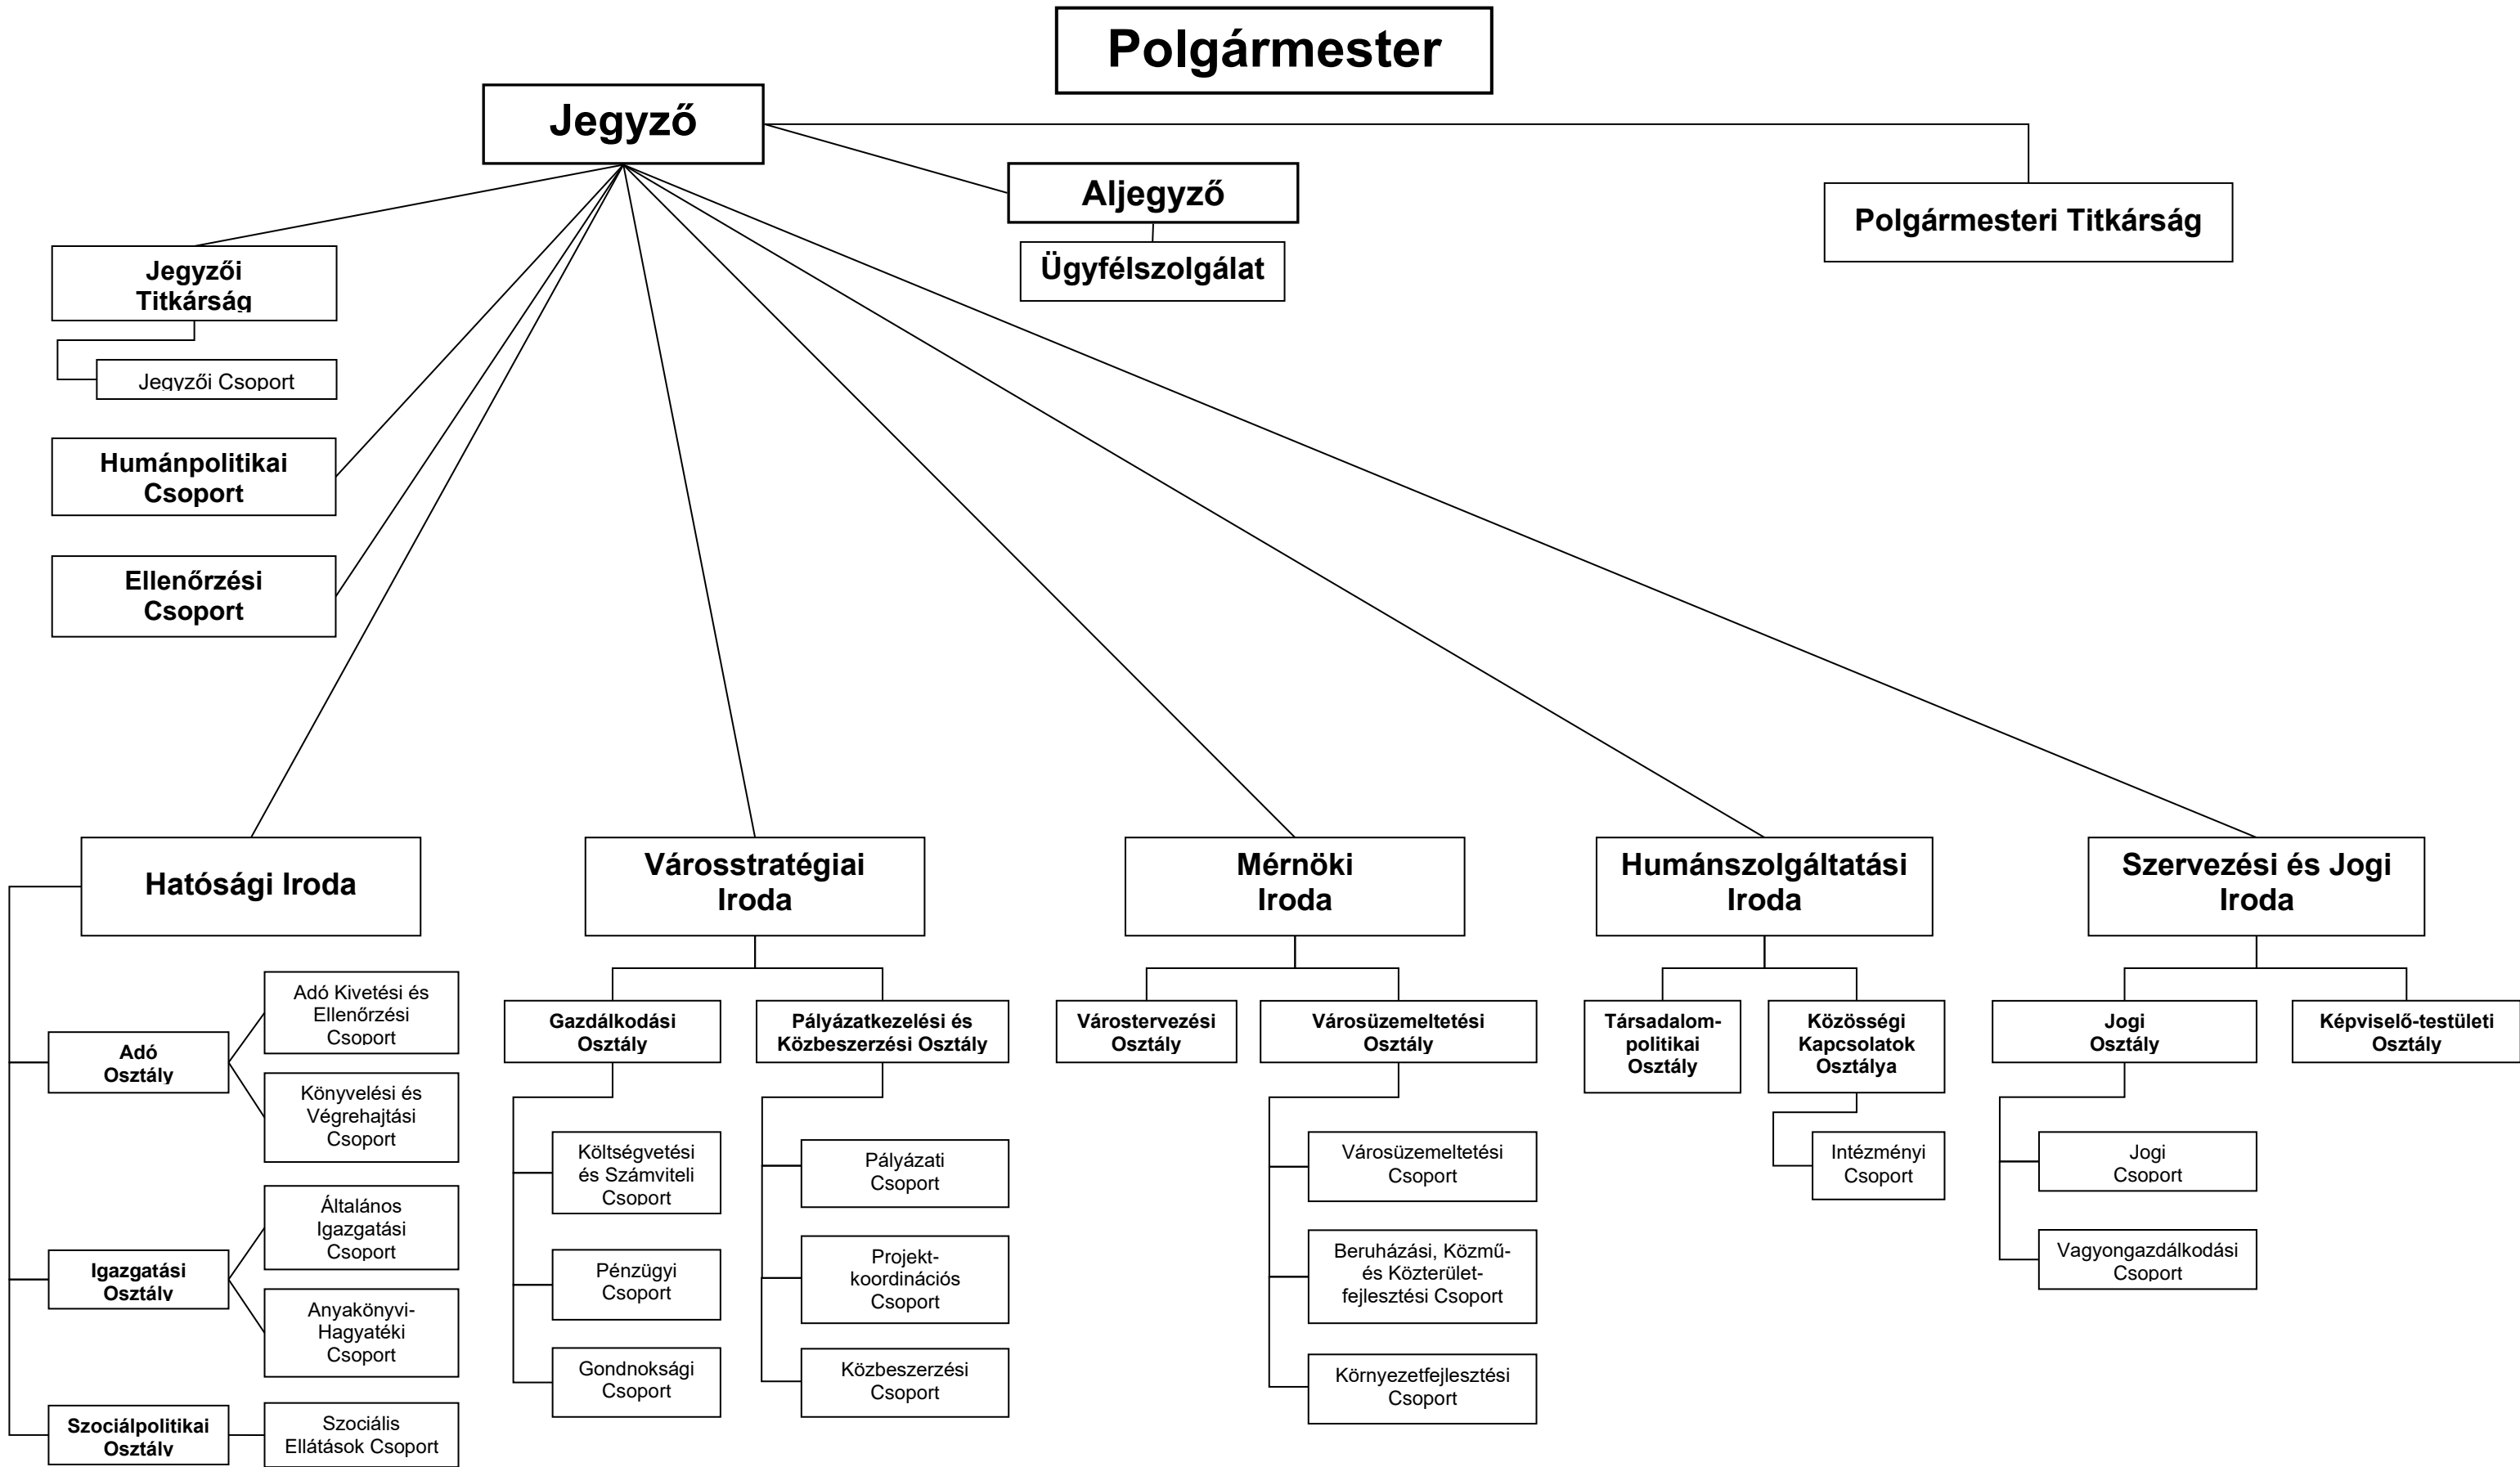 Polgármester
Jegyző
Aljegyző
Polgármesteri Titkárság
Ügyfélszolgálat
Jegyzői
Titkárság
Jegyzői Csoport
Humánpolitikai
Csoport
Ellenőrzési
Csoport
Hatósági Iroda
Városstratégiai
Iroda
Mérnöki
Iroda
Humánszolgáltatási
Iroda
Szervezési és Jogi
Iroda
Adó
Osztály
Adó Kivetési és
Ellenőrzési
Csoport
Könyvelési és
Végrehajtási
Csoport
Igazgatási
Osztály
Általános
Igazgatási
Csoport
Anyakönyvi-
Hagyatéki
Csoport
Szociálpolitikai
Osztály
Szociális
Ellátások Csoport
Gazdálkodási
Osztály
Költségvetési
és Számviteli
Csoport
Pénzügyi
Csoport
Gondnoksági
Csoport
Pályázatkezelési és
Közbeszerzési Osztály
Pályázati
Csoport
Projekt-
koordinációs
Csoport
Közbeszerzési
Csoport
Várostervezési
Osztály
Városüzemeltetési
Osztály
Városüzemeltetési
Csoport
Beruházási, Közmű-
és Közterület-
fejlesztési Csoport
Környezetfejlesztési
Csoport
Társadalom-
politikai
Osztály
Közösségi
Kapcsolatok
Osztálya
Intézményi
Csoport
Jogi
Osztály
Jogi
Csoport
Vagyongazdálkodási
Csoport
Képviselő-testületi
Osztály